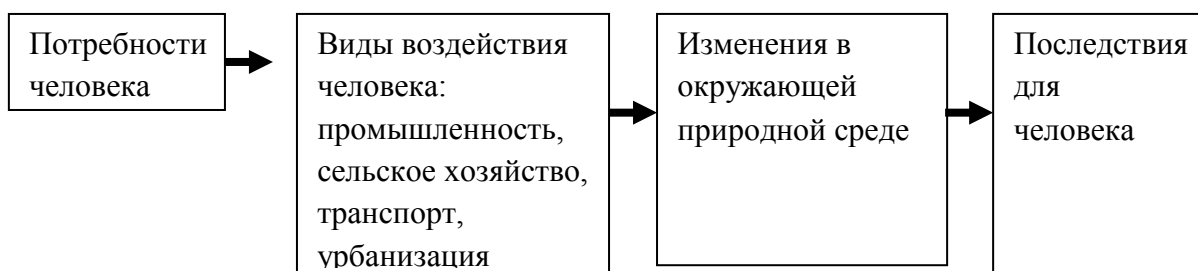 Потребности
человека
Виды воздействия
человека:
промышленность,
сельское хозяйство,
транспорт,
урбанизация
Изменения в
окружающей
природной среде
Последствия
для
человека